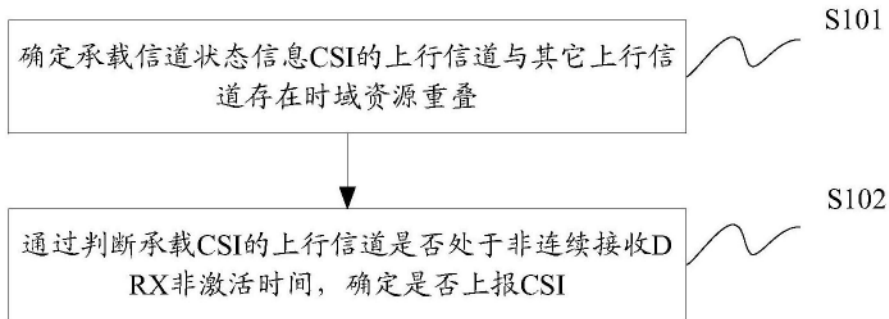 S101
确定承载信道状态信息CSI的上行信道与其它上行信
道存在时域资源重叠
S102
通过判断承载CSI的上行信道是否处于非连续接收D
RX非激活时间，确定是否上报CSI